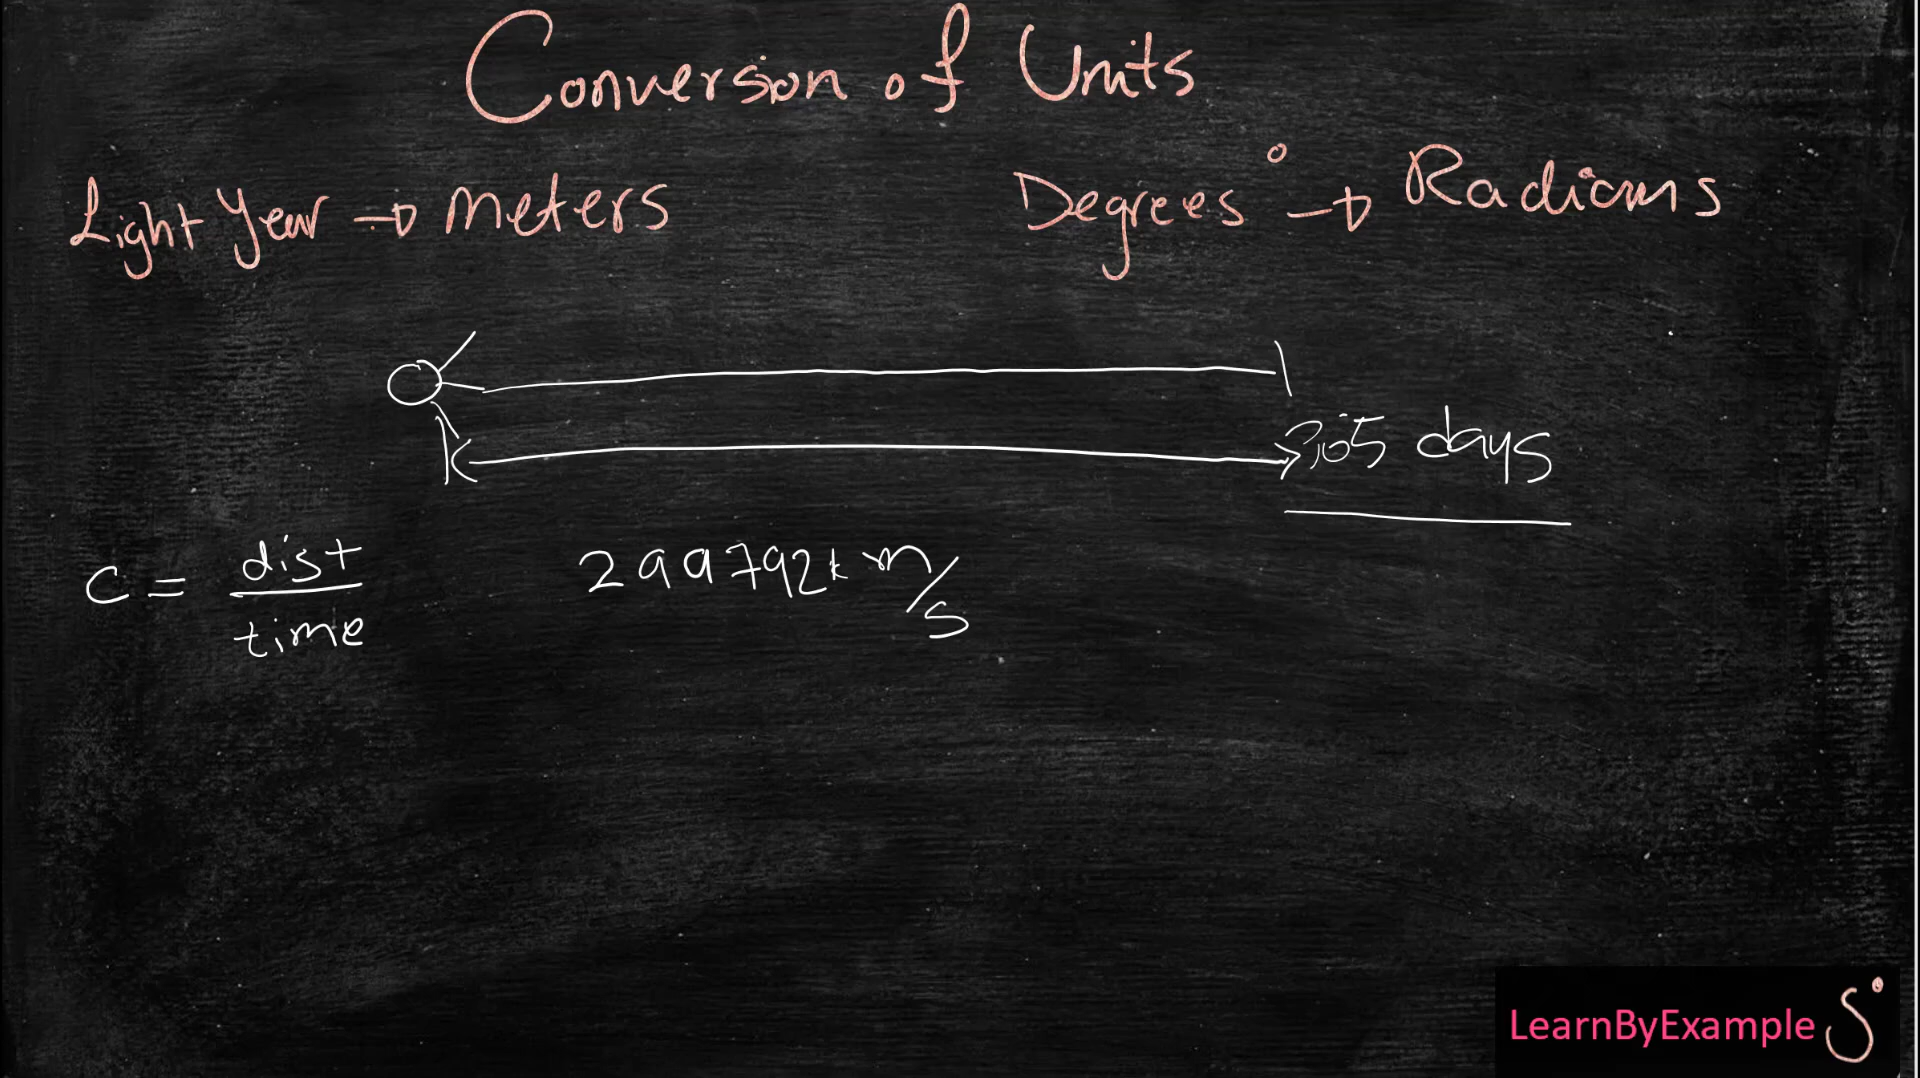 Conversion of Units
Light Year → meters
Degrees° → Radians
365 days
c = dist / time
299792 km/s
LearnByExample S°